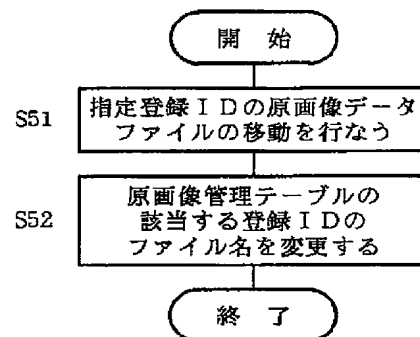 開 始
S51
指定登録IDの原画像データ
ファイルの移動を行なう
S52
原画像管理テーブルの
該当する登録IDの
ファイル名を変更する
終 了